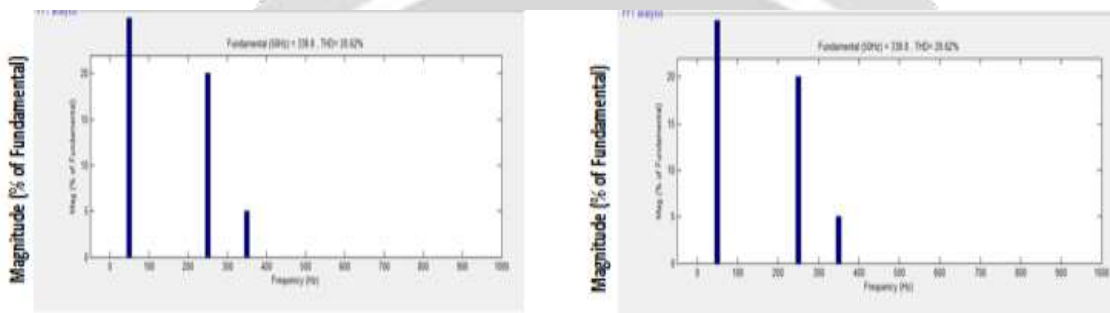 FFT analysis
Fundamental (50Hz) = 338.8 , THD= 20.62%
Magnitude (% of Fundamental)
Mag (% of Fundamental)
20
15
10
5
0
0 100 200 300 400 500 600 700 800 900 1000
Frequency (Hz)
FFT analysis
Fundamental (50Hz) = 338.8 , THD= 20.62%
Magnitude (% of Fundamental)
Mag (% of Fundamental)
20
15
10
5
0
0 100 200 300 400 500 600 700 800 900 1000
Frequency (Hz)